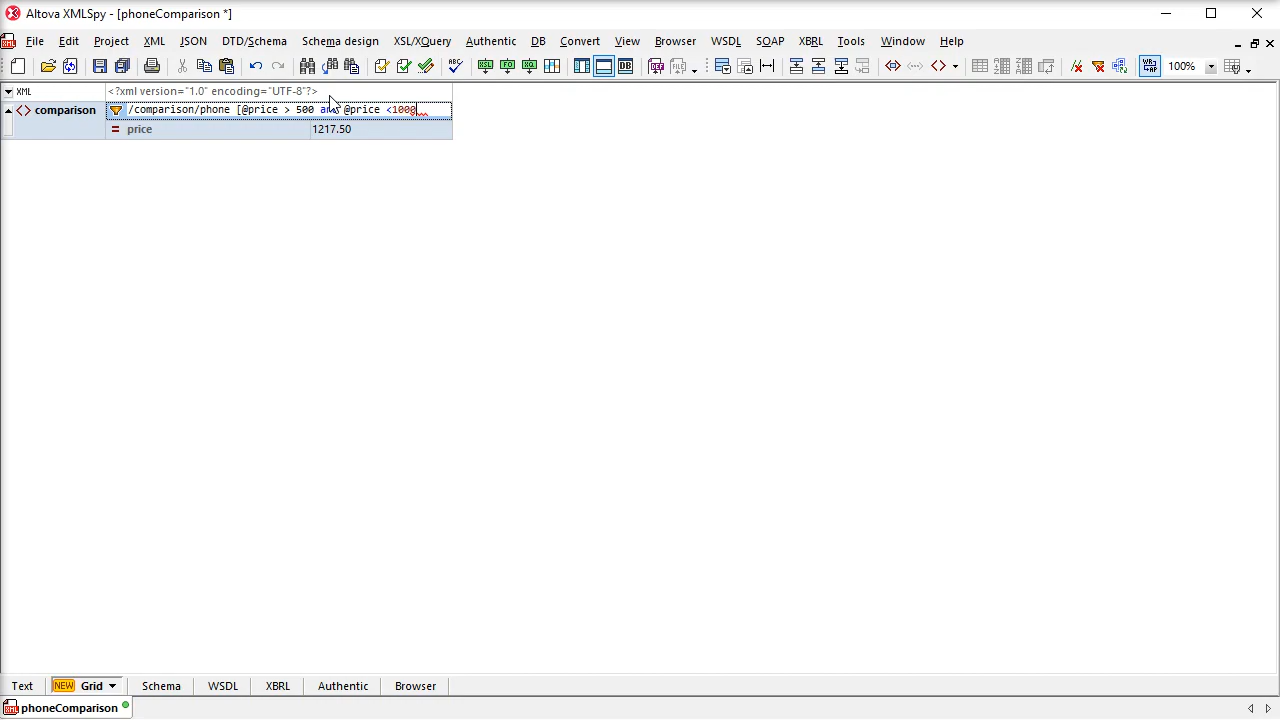 Altova XMLSpy - [phoneComparison *]
File Edit Project XML JSON DTD/Schema Schema design XSL/XQuery Authentic DB Convert View Browser WSDL SOAP XBRL Tools Window Help
100%
XML <?xml version="1.0" encoding="UTF-8"?>
<> comparison /comparison/phone [@price > 500 and @price <1000
= price 1217.50
Text NEW Grid Schema WSDL XBRL Authentic Browser
phoneComparison